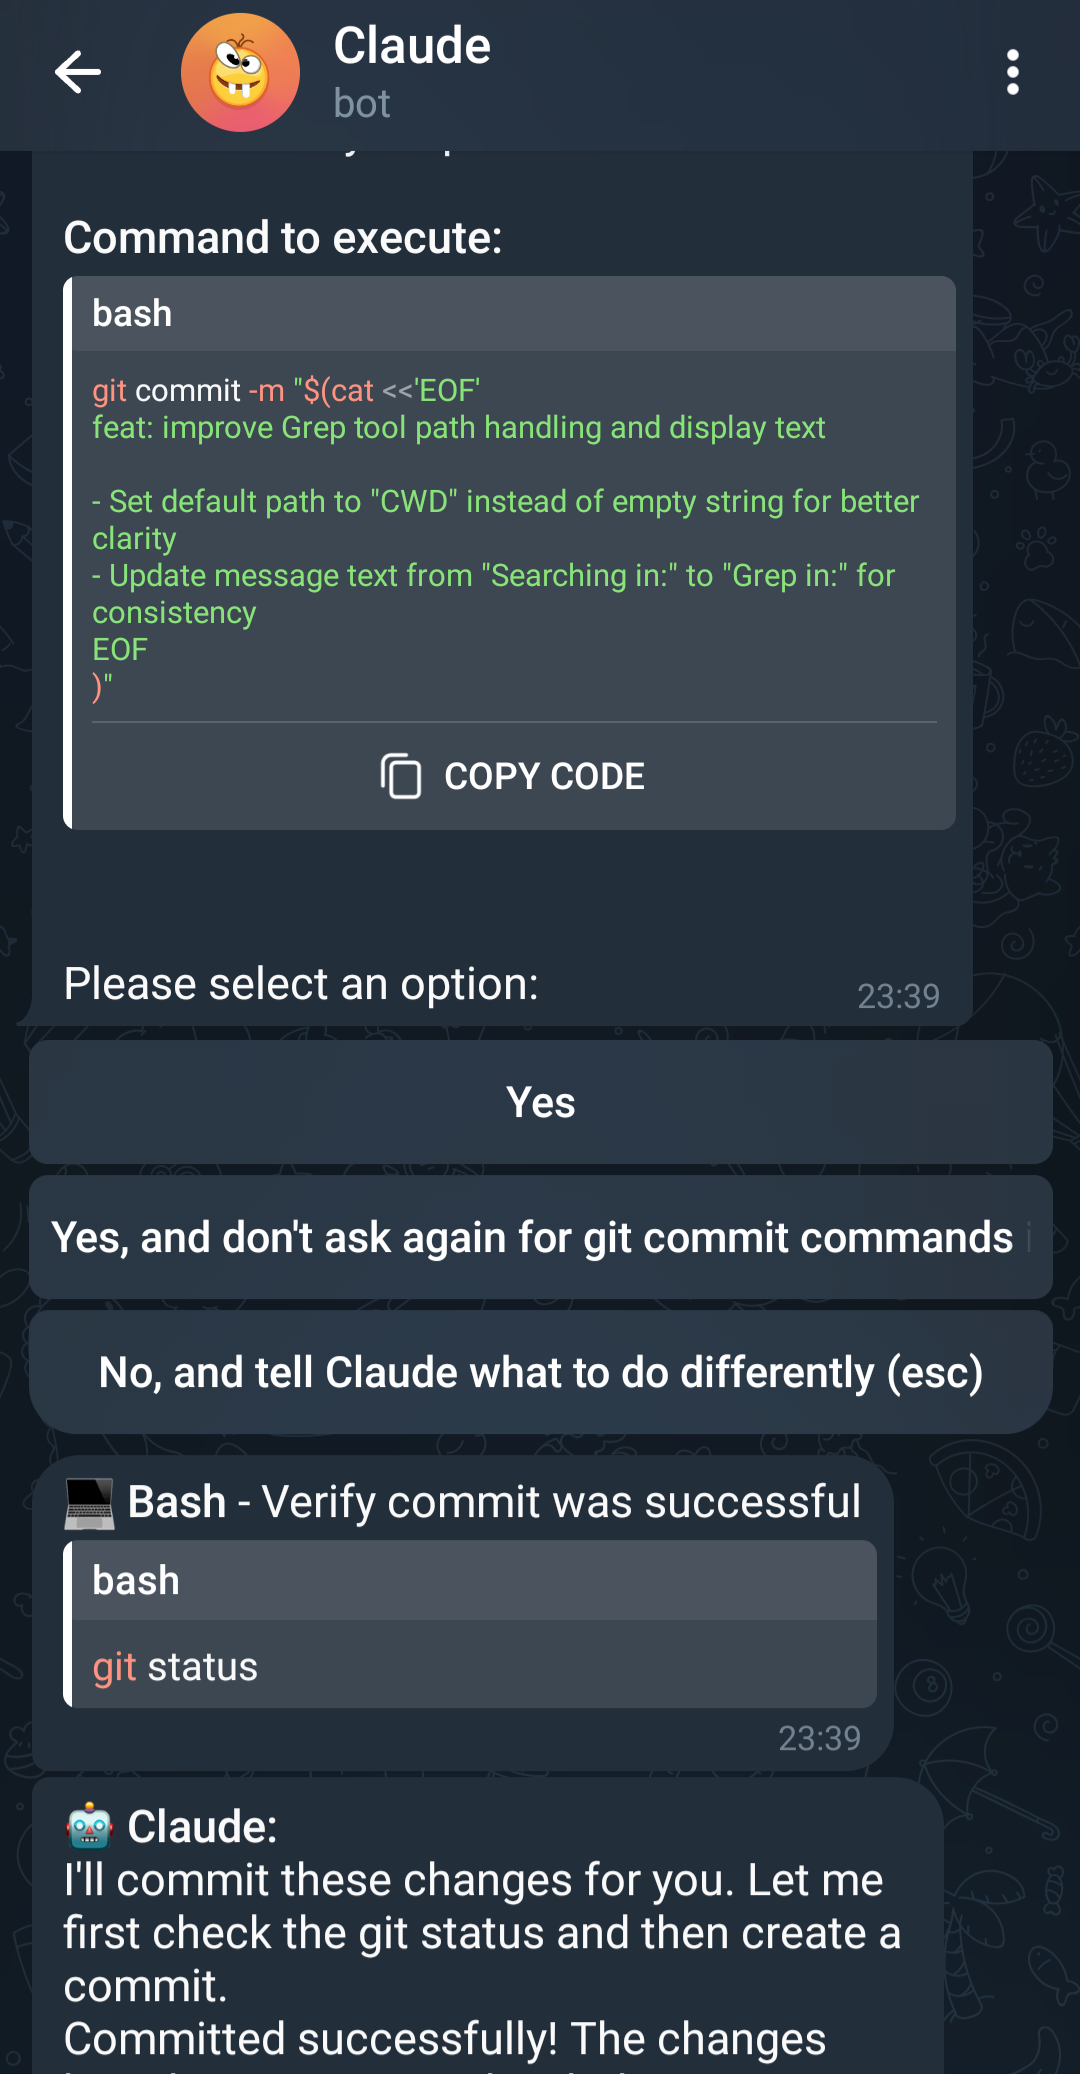 Claude
bot
Command to execute:
bash
git commit -m "$(cat <<'EOF'
feat: improve Grep tool path handling and display text
- Set default path to "CWD" instead of empty string for better
clarity
- Update message text from "Searching in:" to "Grep in:" for
consistency
EOF
)"
COPY CODE
Please select an option:
23:39
Yes
Yes, and don't ask again for git commit commands
No, and tell Claude what to do differently (esc)
Bash - Verify commit was successful
bash
git status
23:39
Claude:
I'll commit these changes for you. Let me
first check the git status and then create a
commit.
Committed successfully! The changes